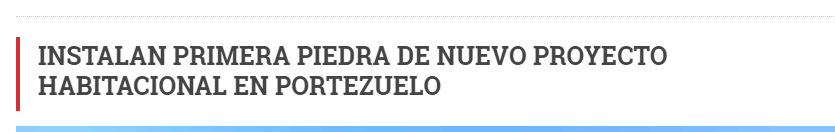 INSTALAN PRIMERA PIEDRA DE NUEVO PROYECTO
HABITACIONAL EN PORTEZUELO